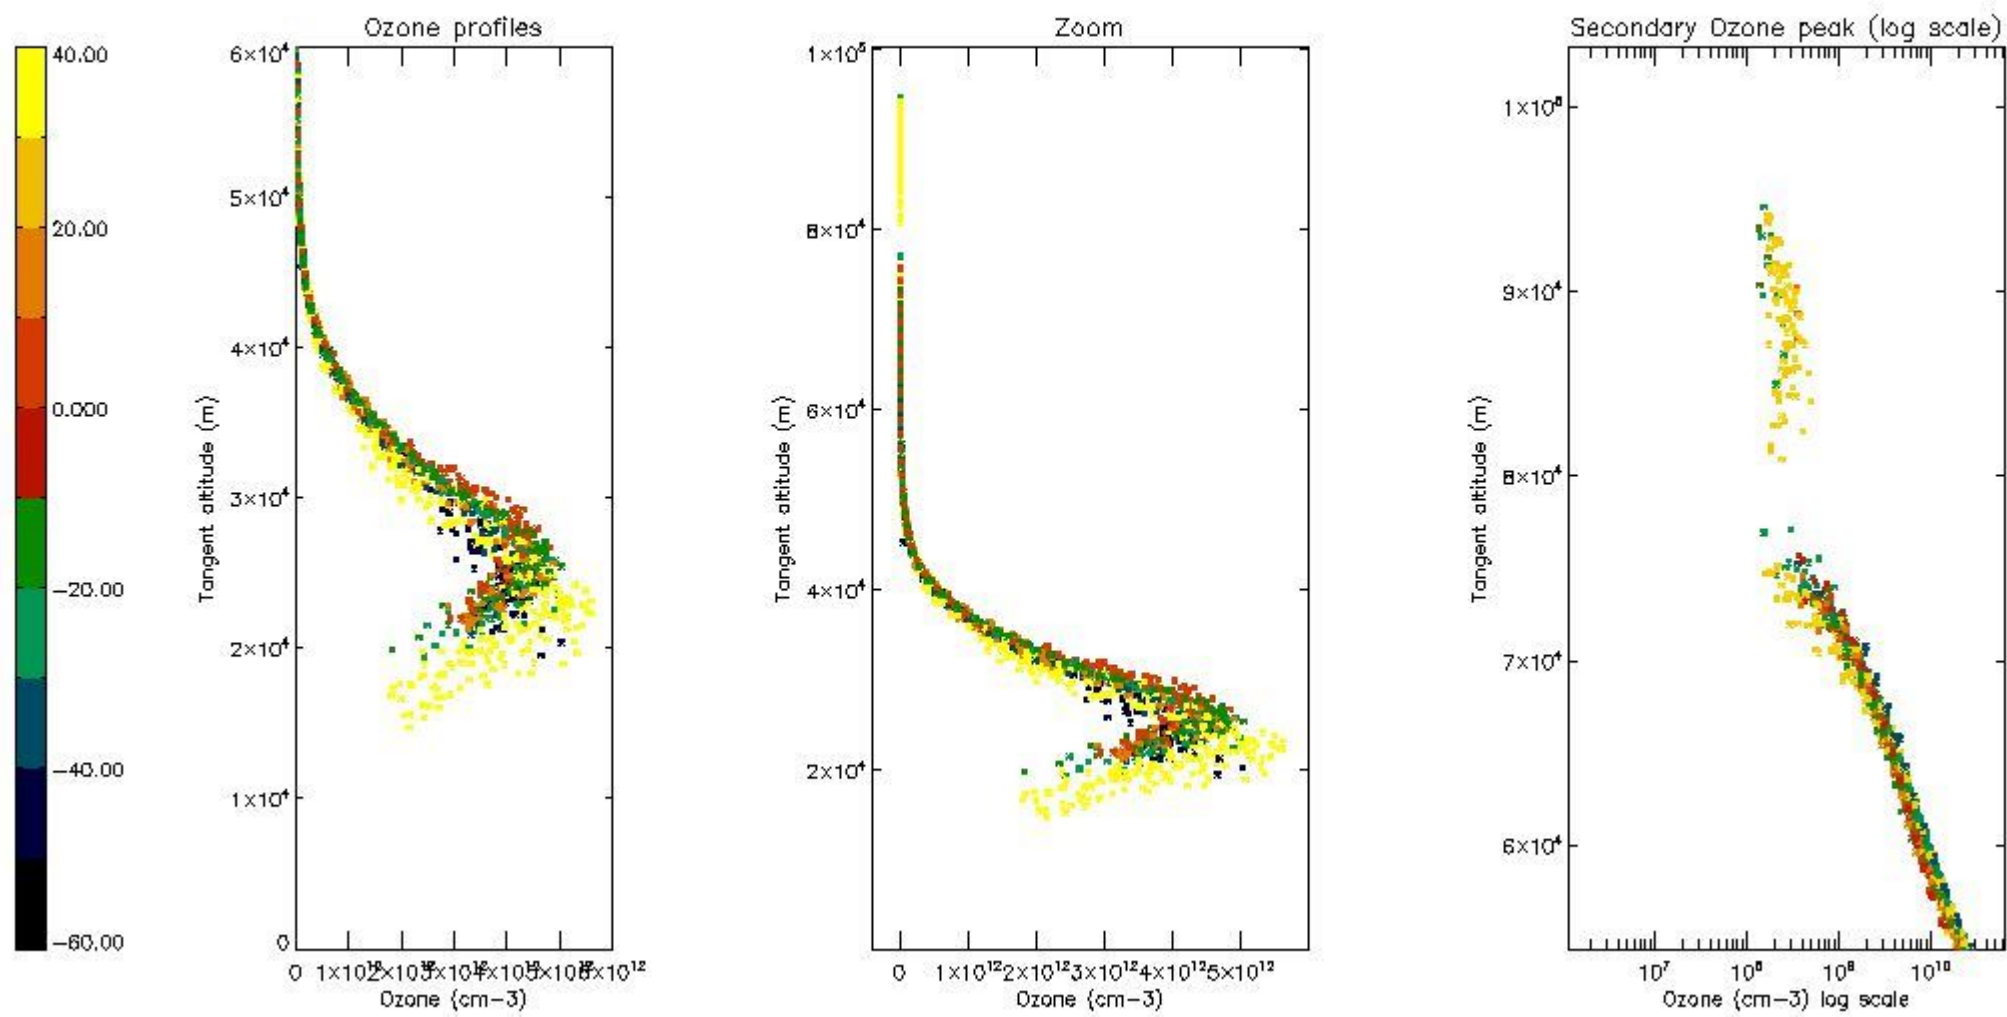 Ozone profiles
Zoom
Secondary Ozone peak (log scale)
40.00
20.00
0.000
−20.00
−40.00
−60.00
Tangent altitude (m)
6×10⁴
5×10⁴
4×10⁴
3×10⁴
2×10⁴
1×10⁴
0
0
Ozone (cm−3)
Tangent altitude (m)
1×10⁵
8×10⁴
6×10⁴
4×10⁴
2×10⁴
0 1×10¹² 2×10¹² 3×10¹² 4×10¹² 5×10¹²
Ozone (cm−3)
Tangent altitude (m)
9×10⁴
8×10⁴
7×10⁴
6×10⁴
10⁷ 10⁸ 10⁹ 10¹⁰
Ozone (cm−3) log scale